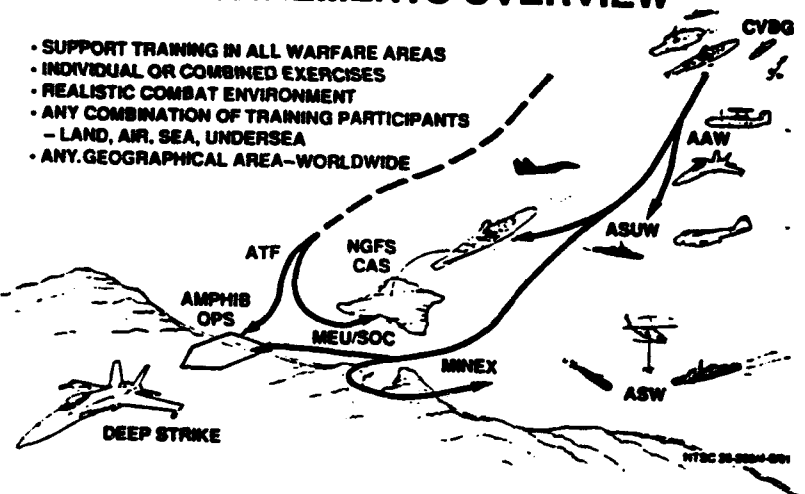 OVERVIEW
CVBG
• SUPPORT TRAINING IN ALL WARFARE AREAS
• INDIVIDUAL OR COMBINED EXERCISES
• REALISTIC COMBAT ENVIRONMENT
• ANY COMBINATION OF TRAINING PARTICIPANTS
– LAND, AIR, SEA, UNDERSEA
• ANY.GEOGRAPHICAL AREA–WORLDWIDE
AAW
ASUW
ATF
NGFS
CAS
AMPHIB
OPS
MEU/SOC
MINEX
ASW
DEEP STRIKE
NTSC